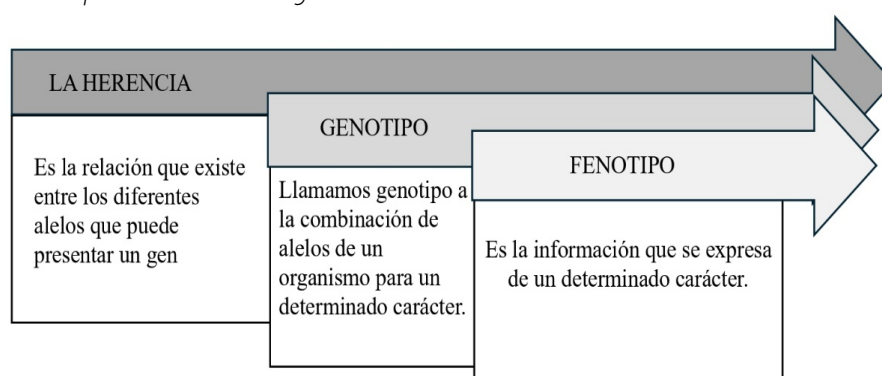 LA HERENCIA
Es la relación que existe
entre los diferentes
alelos que puede
presentar un gen
GENOTIPO
Llamamos genotipo a
la combinación de
alelos de un
organismo para un
determinado carácter.
FENOTIPO
Es la información que se expresa
de un determinado carácter.